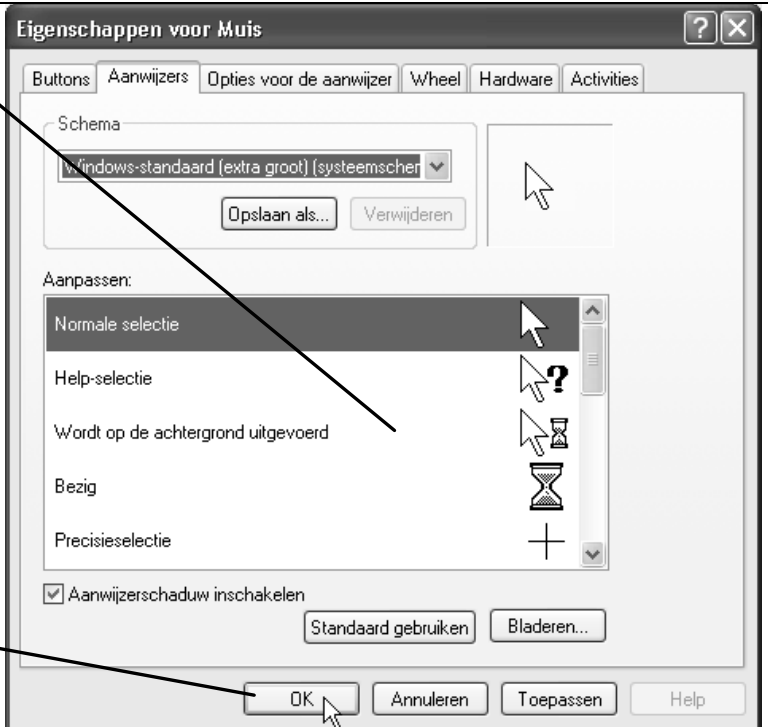 Eigenschappen voor Muis
Buttons Aanwijzers Opties voor de aanwijzer Wheel Hardware Activities
Schema
Windows-standaard (extra groot) (systeemscher
Opslaan als... Verwijderen
Aanpassen:
Normale selectie
Help-selectie
Wordt op de achtergrond uitgevoerd
Bezig
Precisieselectie
Aanwijzerschaduw inschakelen
Standaard gebruiken Bladeren...
OK Annuleren Toepassen Help